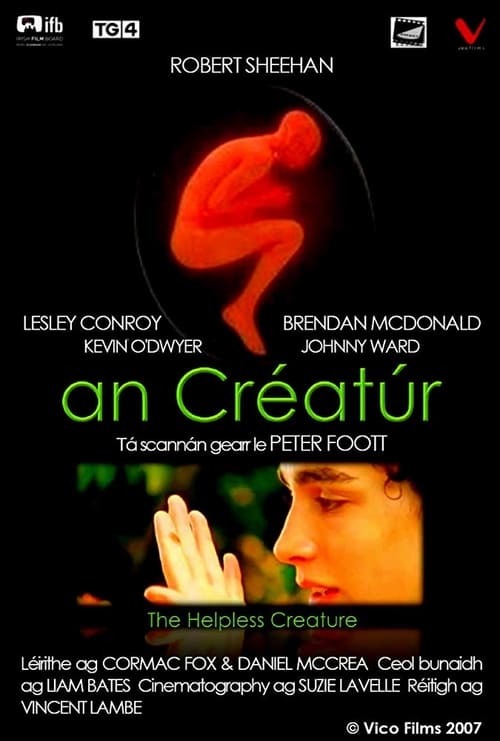 ifb
IRISH FILM BOARD
TG4
ROBERT SHEEHAN
LESLEY CONROY
BRENDAN MCDONALD
KEVIN O'DWYER
JOHNNY WARD
an Créatúr
Tá scannán gearr le PETER FOOTT
The Helpless Creature
Léirithe ag CORMAC FOX & DANIEL MCCREA Ceol bunaidh
ag LIAM BATES Cinematography ag SUZIE LAVELLE Réitigh ag
VINCENT LAMBE
© Vico Films 2007